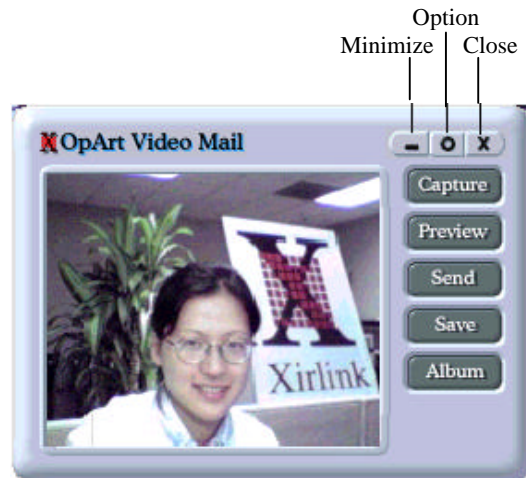 Option
Minimize Close
OpArt Video Mail
Capture
Preview
Send
Save
Album
Xirlink